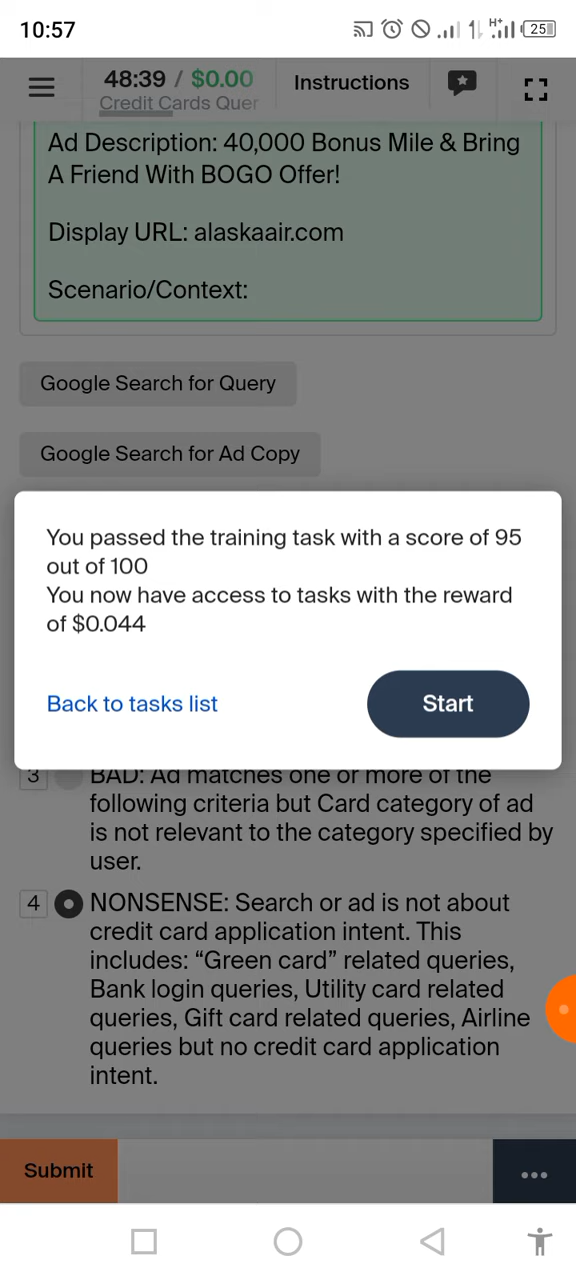 10:57
H+
25
48:39 / $0.00
Credit Cards Quer
Instructions
Ad Description: 40,000 Bonus Mile & Bring
A Friend With BOGO Offer!
Display URL: alaskaair.com
Scenario/Context:
Google Search for Query
Google Search for Ad Copy
You passed the training task with a score of 95
out of 100
You now have access to tasks with the reward
of $0.044
Back to tasks list
Start
3 BAD: Ad matches one or more of the
following criteria but Card category of ad
is not relevant to the category specified by
user.
4 NONSENSE: Search or ad is not about
credit card application intent. This
includes: “Green card” related queries,
Bank login queries, Utility card related
queries, Gift card related queries, Airline
queries but no credit card application
intent.
Submit